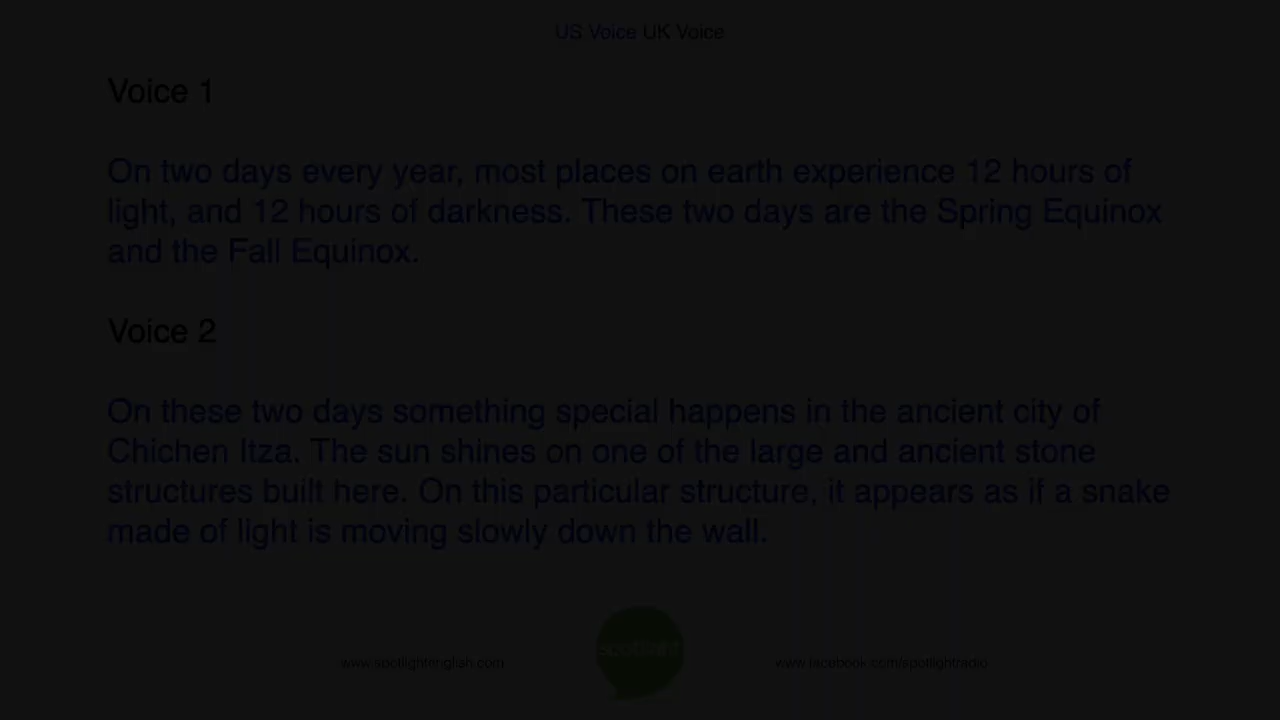 US Voice UK Voice
Voice 1
On two days every year, most places on earth experience 12 hours of
light, and 12 hours of darkness. These two days are the Spring Equinox
and the Fall Equinox.
Voice 2
On these two days something special happens in the ancient city of
Chichen Itza. The sun shines on one of the large and ancient stone
structures built here. On this particular structure, it appears as if a snake
made of light is moving slowly down the wall.
spotlight
www.spotlightenglish.com
www.facebook.com/spotlightradio